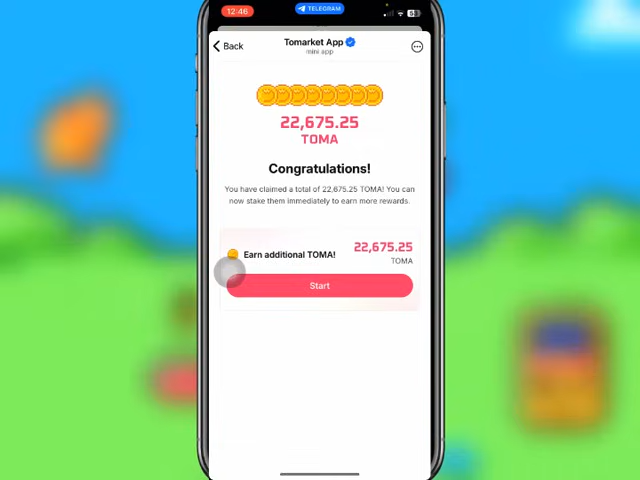 12:46
TELEGRAM
Back
Tomarket App
mini app
22,675.25
TOMA
Congratulations!
You have claimed a total of 22,675.25 TOMA! You can
now stake them immediately to earn more rewards.
Earn additional TOMA!
22,675.25
TOMA
Start